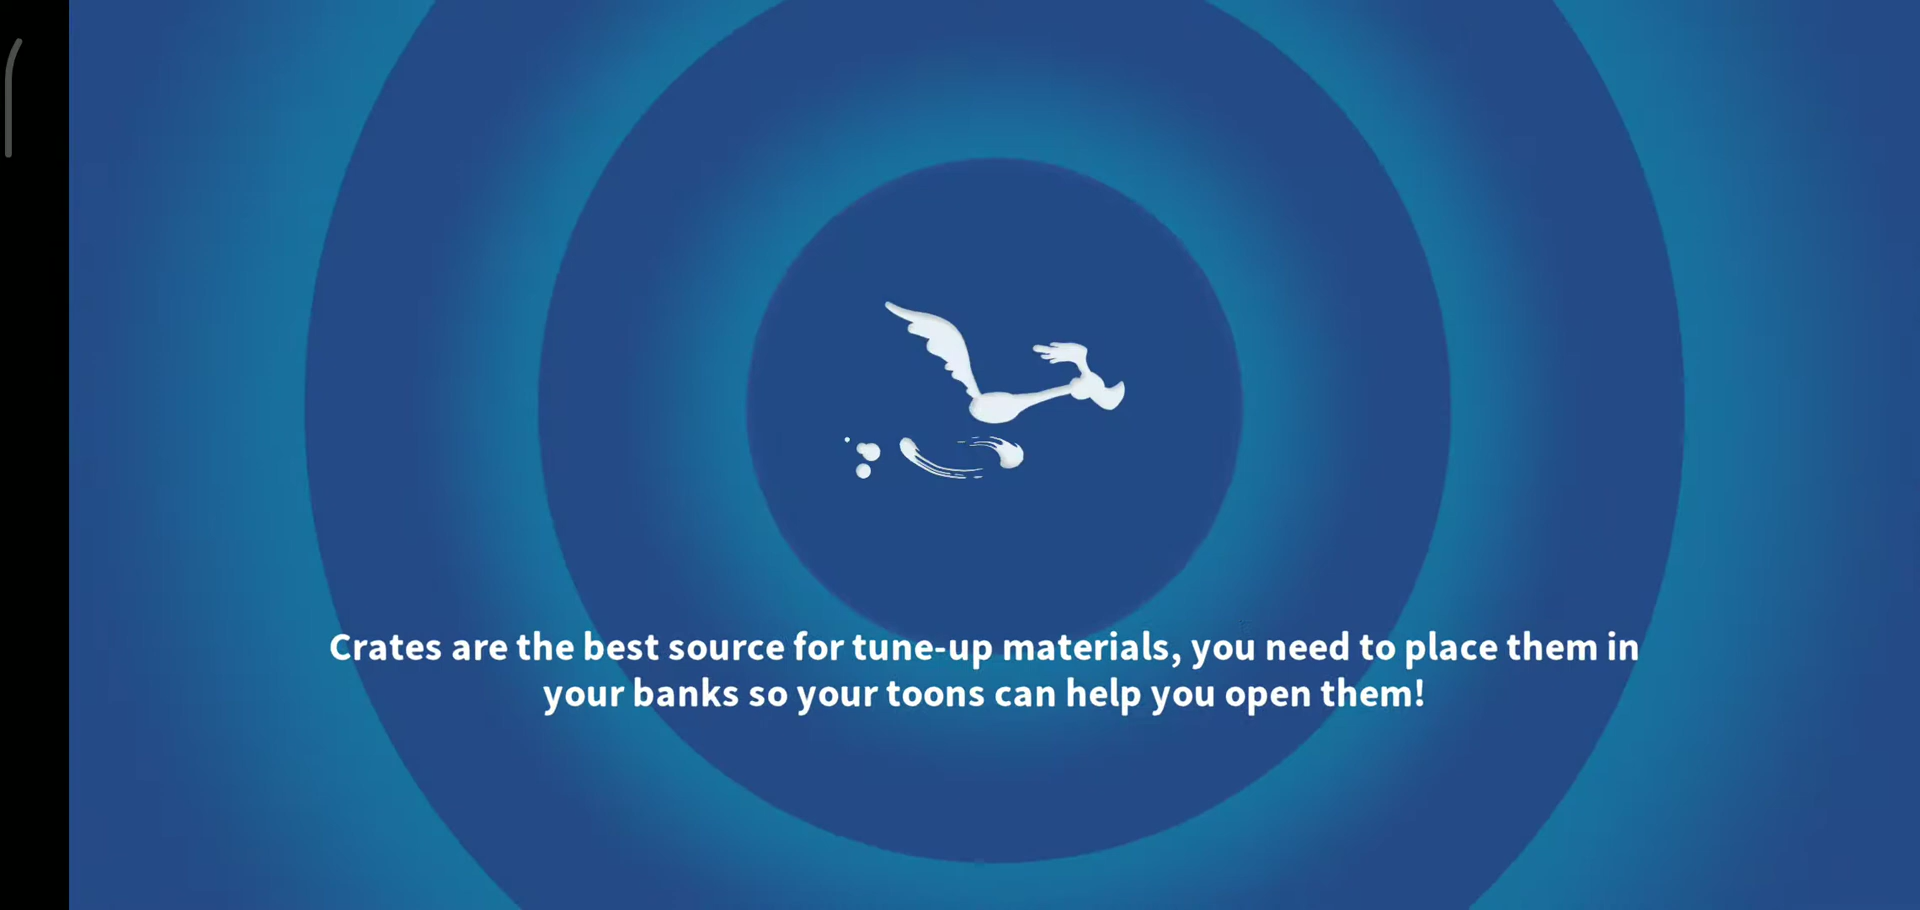 Crates are the best source for tune-up materials, you need to place them in
your banks so your toons can help you open them!